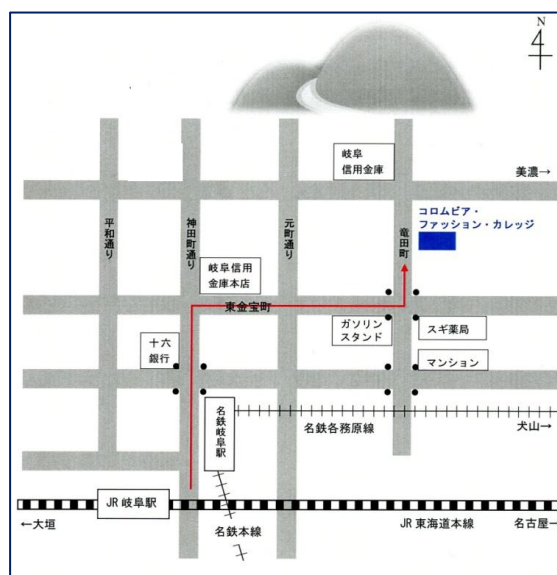 N
岐阜
信用金庫
美濃→
コロムビア・
ファッション・カレッジ
平和通り
神田町通り
元町通り
竜田町
岐阜信用
金庫本店
東金宝町
ガソリン
スタンド
スギ薬局
十六
銀行
マンション
名鉄岐阜駅
名鉄各務原線
犬山→
JR 岐阜駅
←大垣
名鉄本線
JR 東海道本線
名古屋→